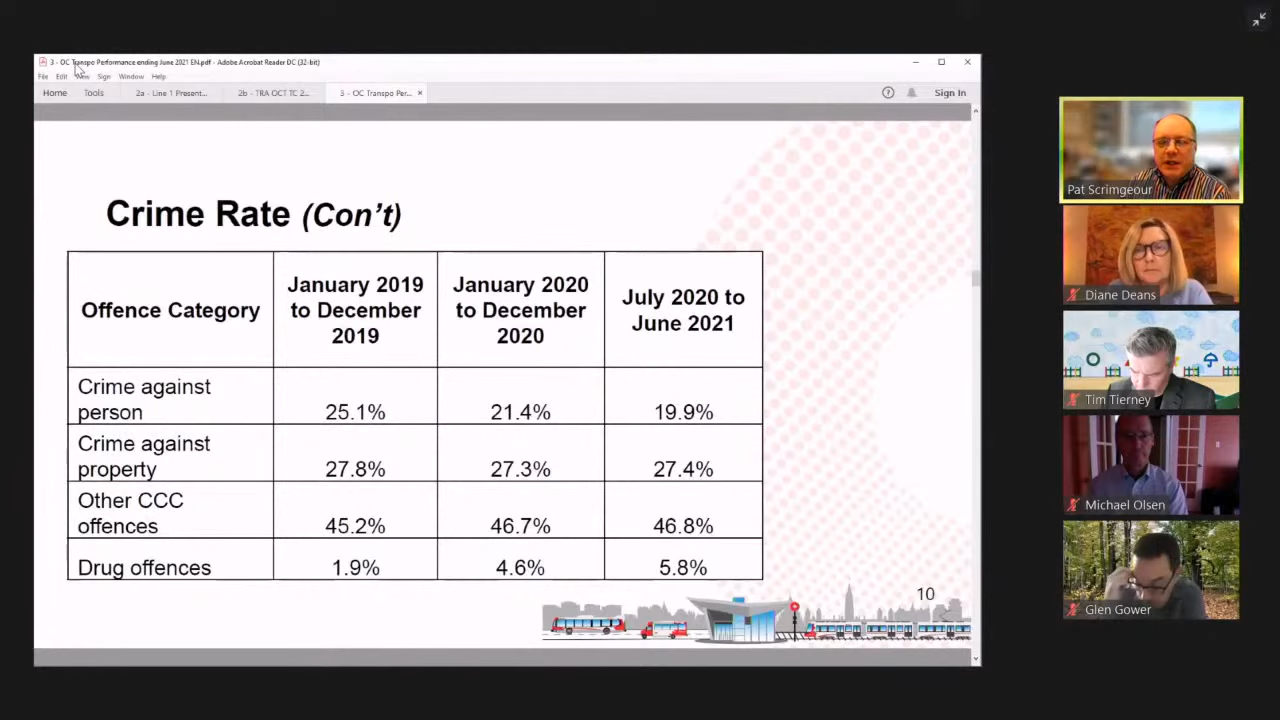 3 - OC Transpo Performance ending June 2021 EN.pdf - Adobe Acrobat Reader DC (32-bit)
File Edit View Sign Window Help
Home Tools 2a - Line 1 Present... 2b - TRA OCT TC 2... 3 - OC Transpo Per... × Sign In
Crime Rate (Con't)
Offence Category
January 2019
to December
2019
January 2020
to December
2020
July 2020 to
June 2021
Crime against
person
25.1% 21.4% 19.9%
Crime against
property
27.8% 27.3% 27.4%
Other CCC
offences
45.2% 46.7% 46.8%
Drug offences 1.9% 4.6% 5.8%
10
Pat Scrimgeour
Diane Deans
Tim Tierney
Michael Olsen
Glen Gower